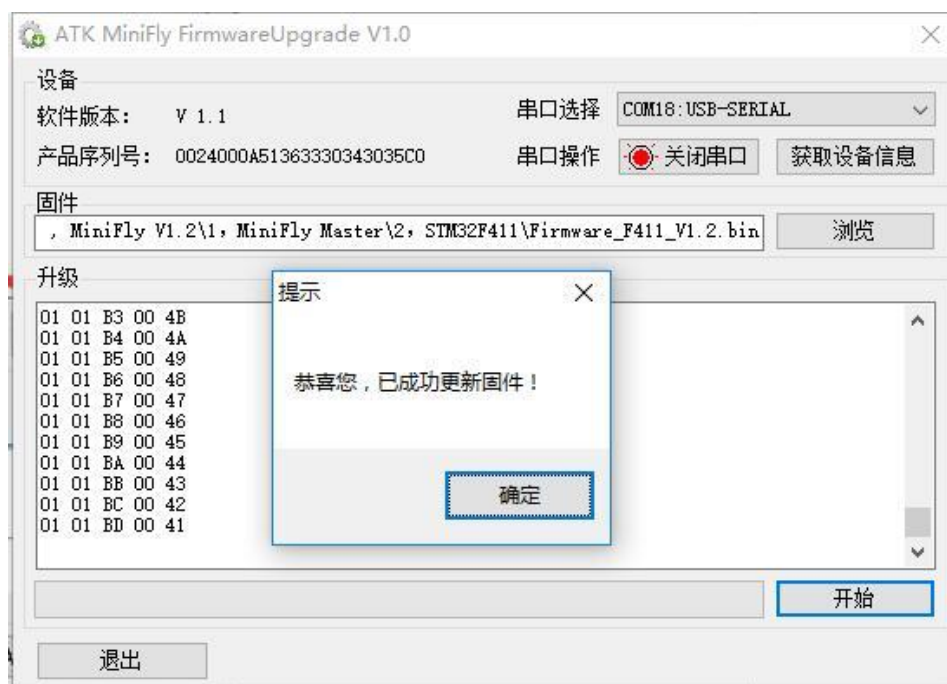 ATK MiniFly FirmwareUpgrade V1.0
设备
软件版本： V 1.1
串口选择 COM18:USB-SERIAL
产品序列号： 0024000A51363330343035C0
串口操作 关闭串口 获取设备信息
固件
, MiniFly V1.2\1，MiniFly Master\2，STM32F411\Firmware_F411_V1.2.bin
浏览
升级
01 01 B3 00 4B
01 01 B4 00 4A
01 01 B5 00 49
01 01 B6 00 48
01 01 B7 00 47
01 01 B8 00 46
01 01 B9 00 45
01 01 BA 00 44
01 01 BB 00 43
01 01 BC 00 42
01 01 BD 00 41
提示
恭喜您，已成功更新固件！
确定
开始
退出